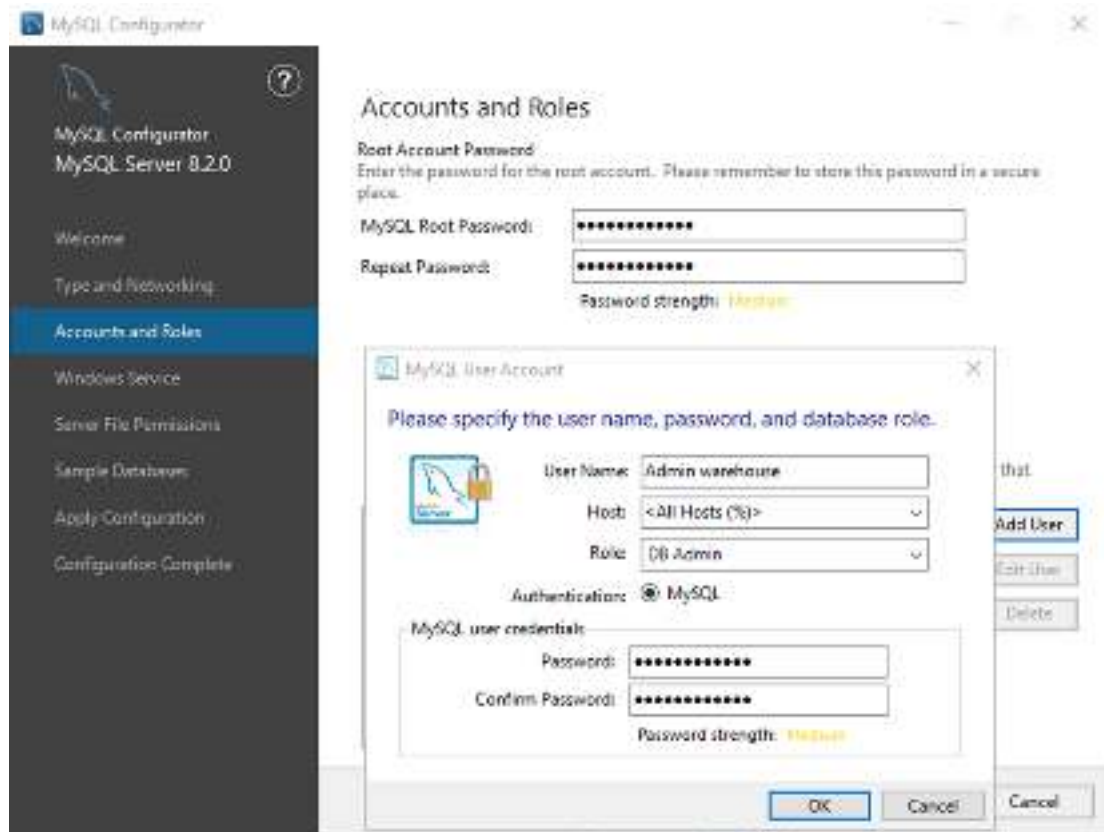 MySQL Configurator
MySQL Configurator
MySQL Server 8.2.0
Welcome
Type and Networking
Accounts and Roles
Windows Service
Server File Permissions
Sample Databases
Apply Configuration
Configuration Complete
Accounts and Roles
Root Account Password
Enter the password for the root account. Please remember to store this password in a secure
place.
MySQL Root Password:
Repeat Password:
Password strength: Medium
MySQL User Account
Please specify the user name, password, and database role.
User Name: Admin warehouse
Host: <All Hosts (%)>
Role: DB Admin
Authentication: MySQL
MySQL user credentials
Password:
Confirm Password:
Password strength: Medium
OK
Cancel
that
Add User
Edit User
Delete
Cancel